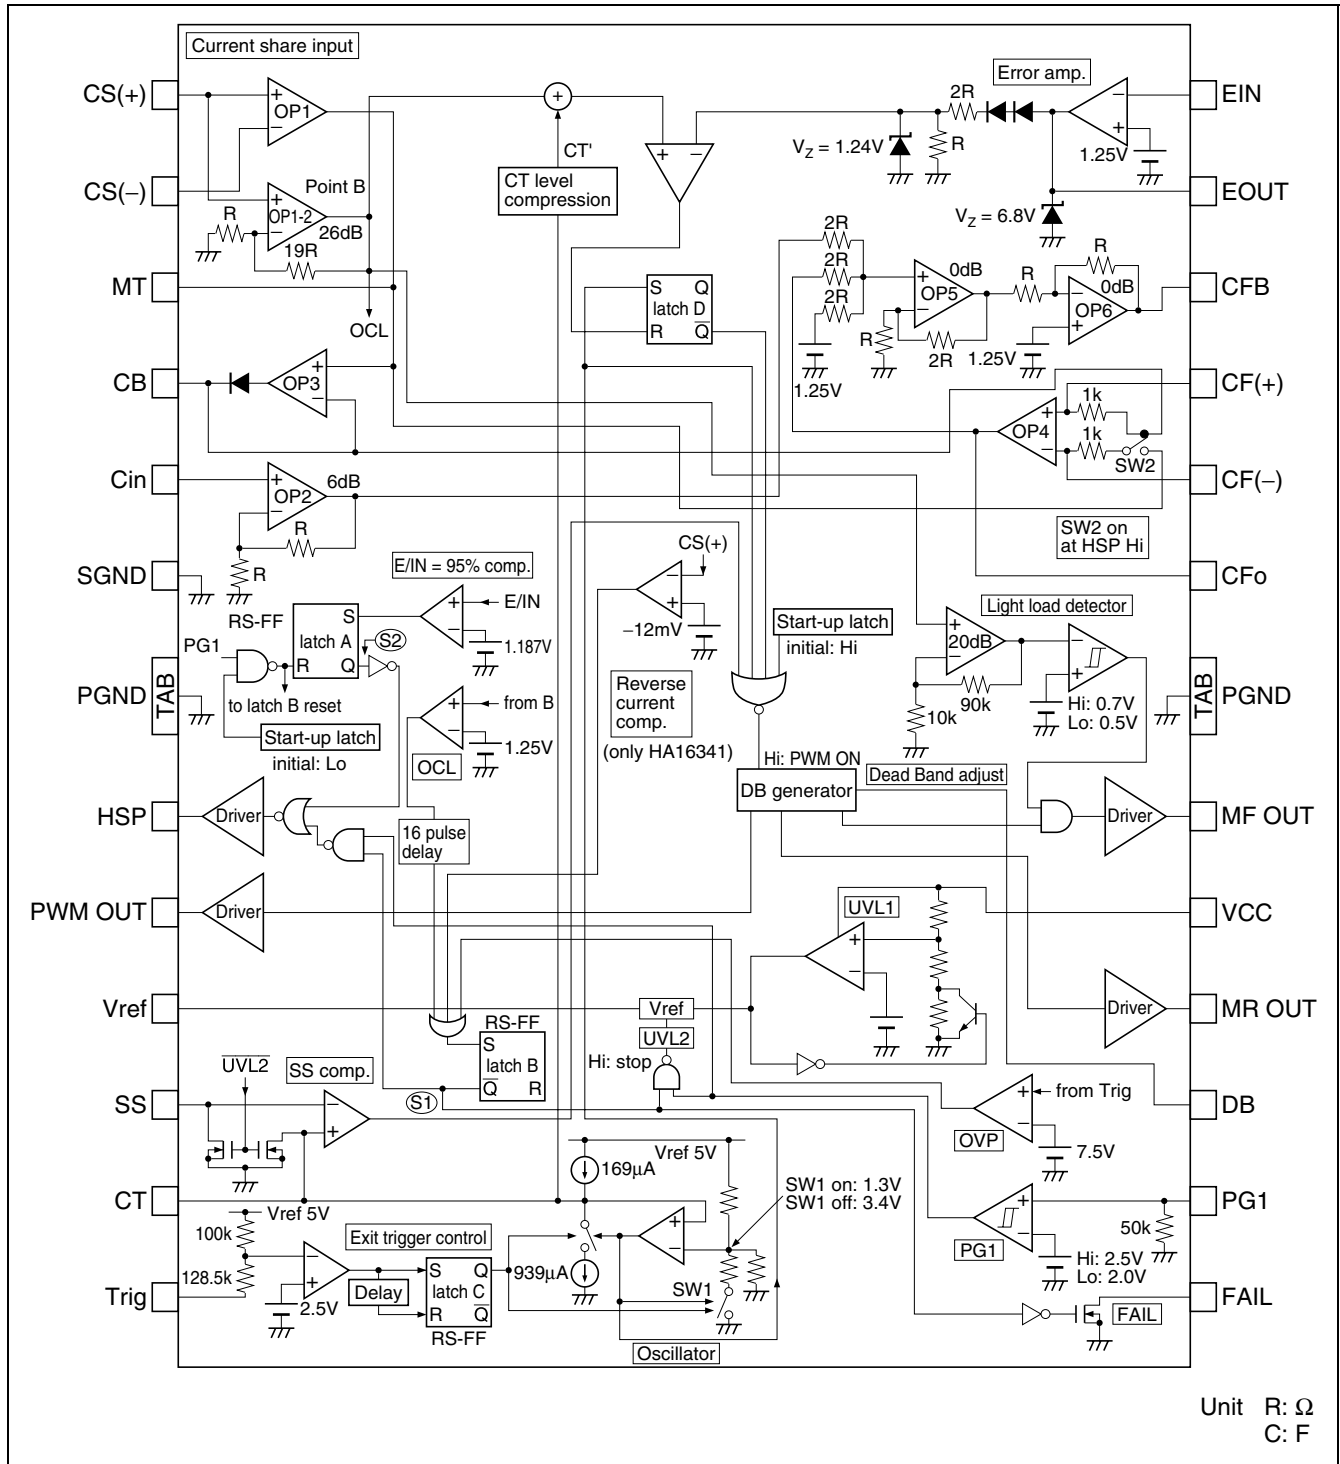 Current share input
CS(+)
CS(−)
MT
CB
Cin
SGND
PGND
TAB
HSP
PWM OUT
Vref
SS
CT
Trig
EIN
EOUT
CFB
CF(+)
CF(−)
CFo
PGND
TAB
MF OUT
VCC
MR OUT
DB
PG1
FAIL
+
−
OP1
Point B
+
−
OP1-2
26dB
R
19R
OCL
+
CT'
CT level
compression
+ −
VZ = 1.24V
R
2R
Error amp.
−
+
1.25V
VZ = 6.8V
S Q
latch D
R Q
2R
2R
2R
1.25V
+
−
OP5
0dB
R
2R
R
R
−
+
OP6
0dB
1.25V
+
−
OP3
+
−
OP4
1k
1k
SW2
SW2 on
at HSP Hi
+
−
OP2
6dB
R
R
RS-FF
S
latch A
R Q
S2
PG1
to latch B reset
Start-up latch
initial: Lo
E/IN = 95% comp.
+
−
E/IN
1.187V
+
−
from B
1.25V
OCL
CS(+)
−
+
−12mV
Reverse
current
comp.
(only HA16341)
Start-up latch
initial: Hi
Light load detector
+
−
20dB
10k
90k
−
+
Hi: 0.7V
Lo: 0.5V
Hi: PWM ON
DB generator
Dead Band adjust
Driver
Driver
16 pulse
delay
Driver
Driver
UVL1
+
−
Vref
UVL2
Hi: stop
RS-FF
S
latch B
Q R
S1
UVL2
SS comp.
−
+
OVP
+
−
from Trig
7.5V
PG1
+
−
Hi: 2.5V
Lo: 2.0V
50k
FAIL
Vref 5V
169µA
939µA
+
−
SW1 on: 1.3V
SW1 off: 3.4V
SW1
Oscillator
Vref 5V
100k
128.5k
−
+
2.5V
Exit trigger control
Delay
S Q
latch C
R Q
RS-FF
Unit R: Ω
C: F